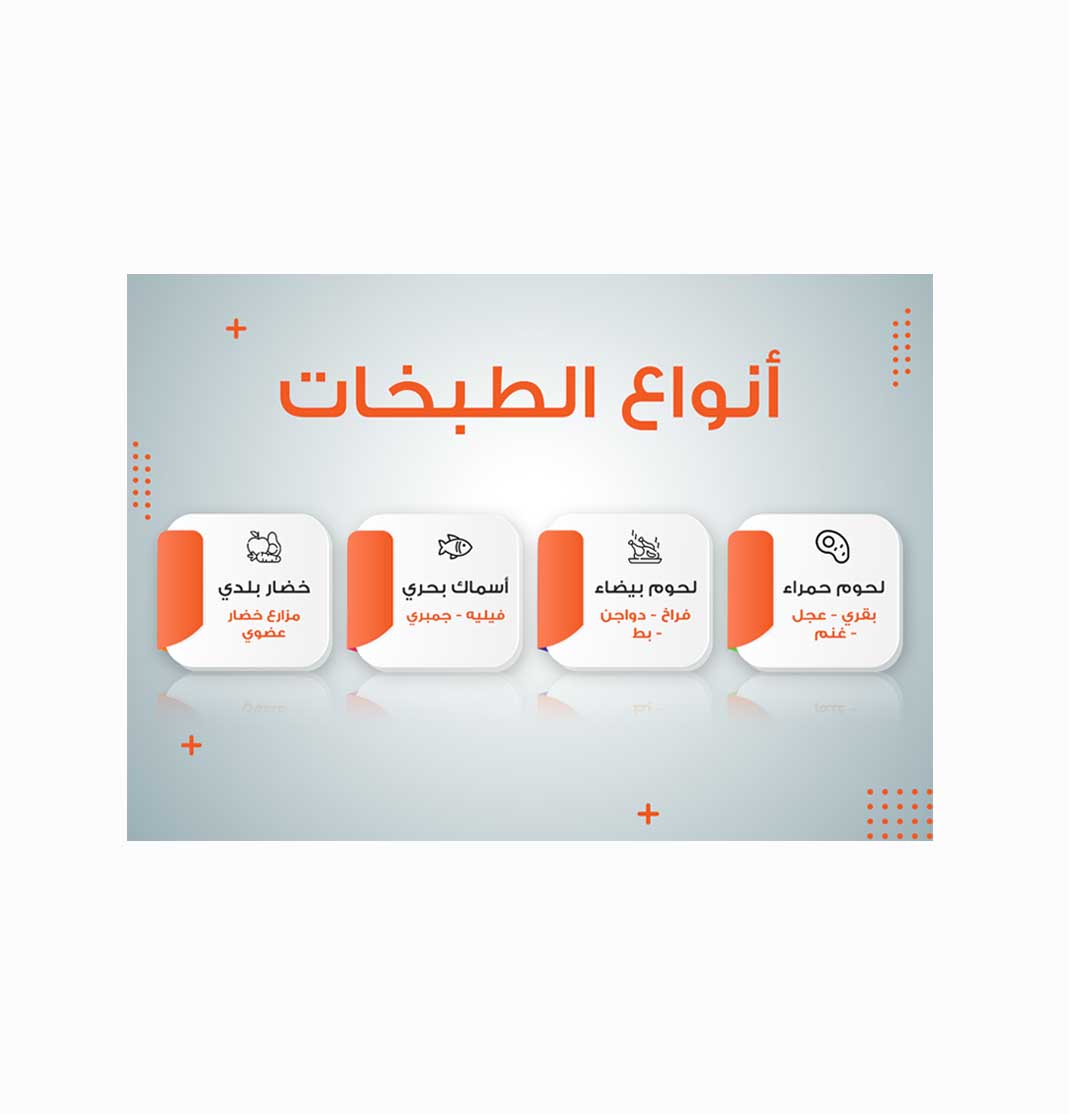 أنواع الطبخات
لحوم حمراء
بقري - عجل
- غنم
لحوم بيضاء
فراخ - دواجن
- بط
أسماك بحري
فيليه - جمبري
خضار بلدي
مزارع خضار
عضوي